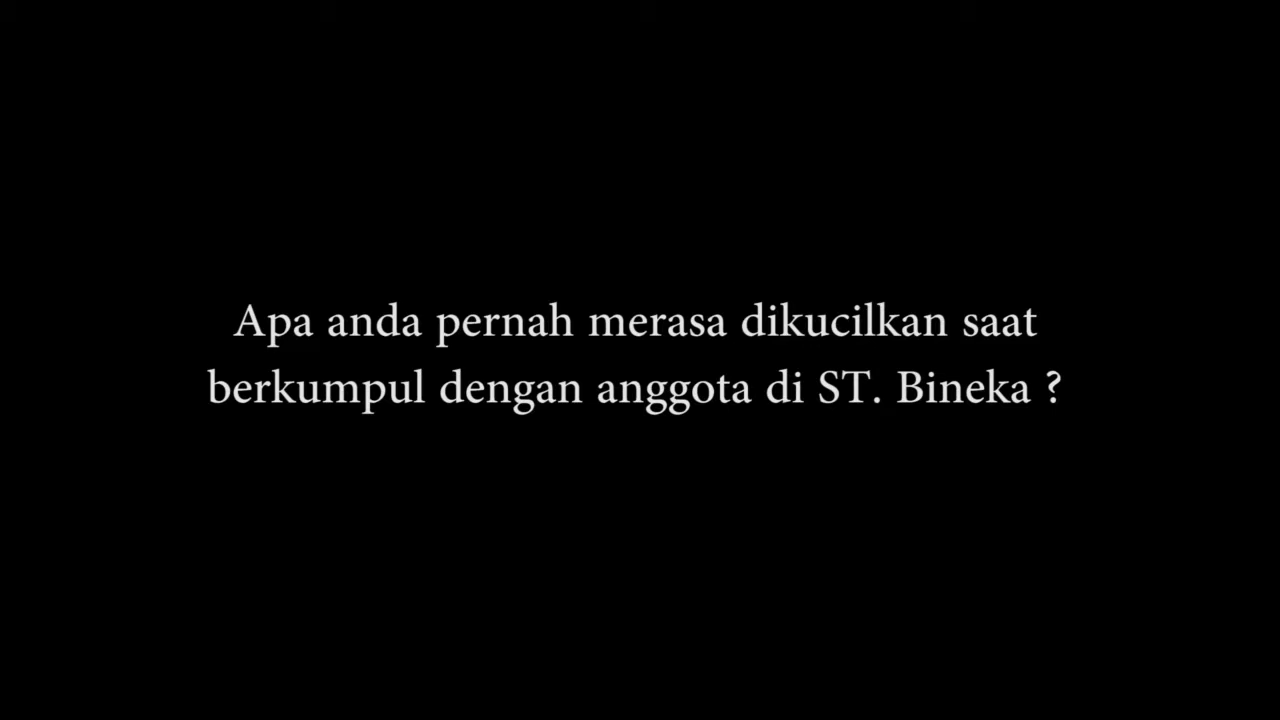 Apa anda pernah merasa dikucilkan saat
berkumpul dengan anggota di ST. Bineka ?